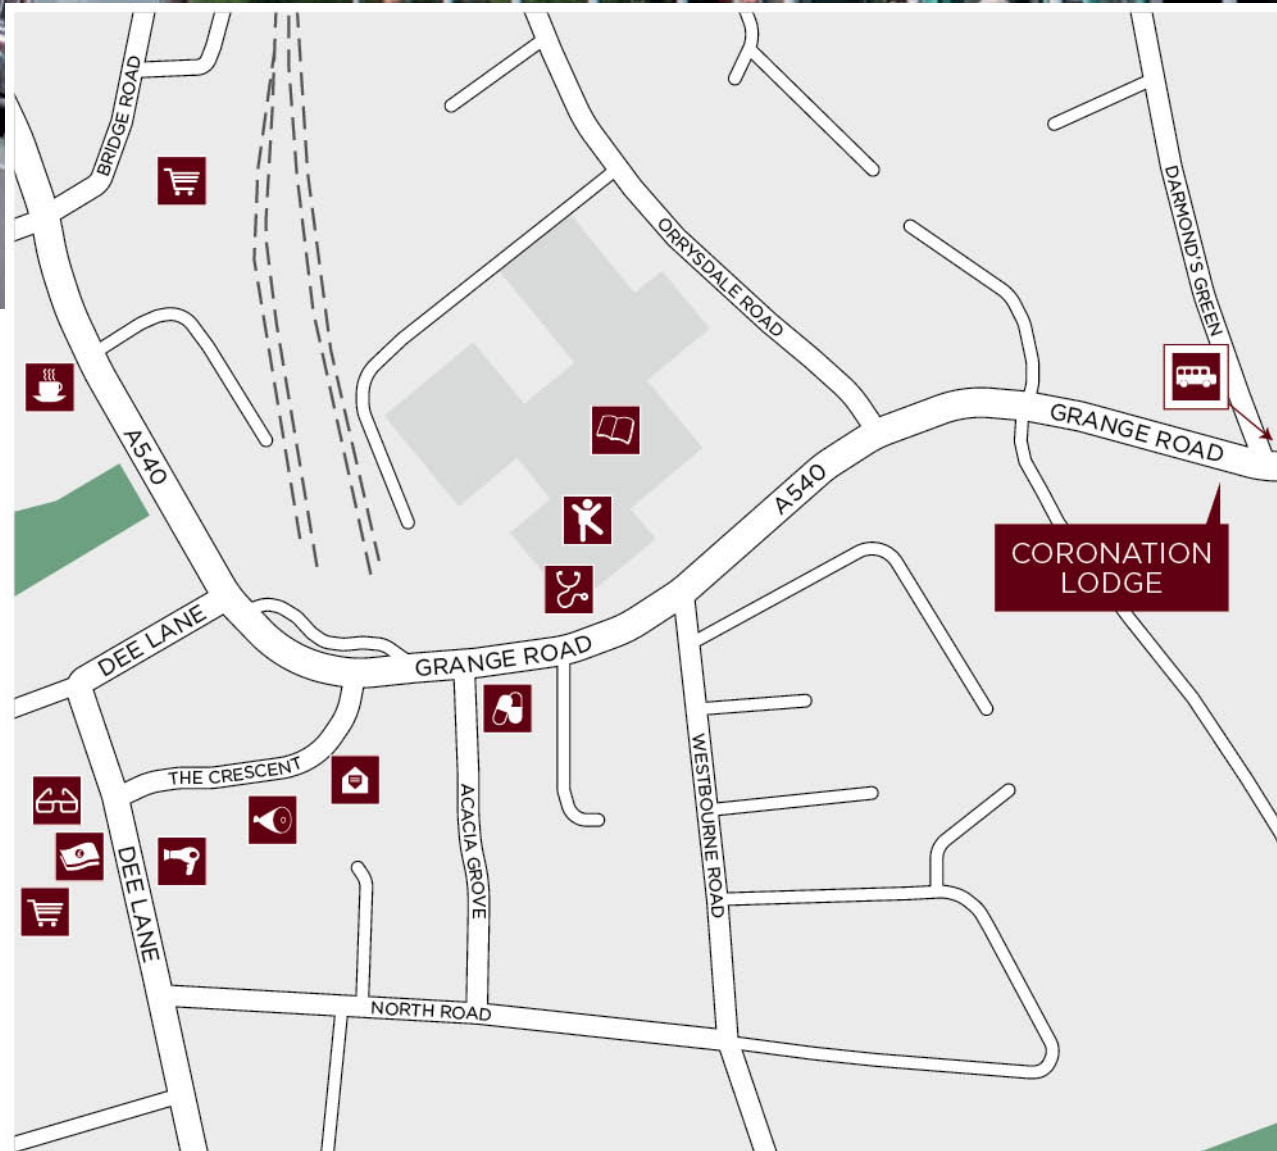 BRIDGE ROAD
ORRYSDALE ROAD
DARMOND'S GREEN
A540
GRANGE ROAD
A540
CORONATION
LODGE
DEE LANE
GRANGE ROAD
THE CRESCENT
ACACIA GROVE
WESTBOURNE ROAD
DEE LANE
NORTH ROAD